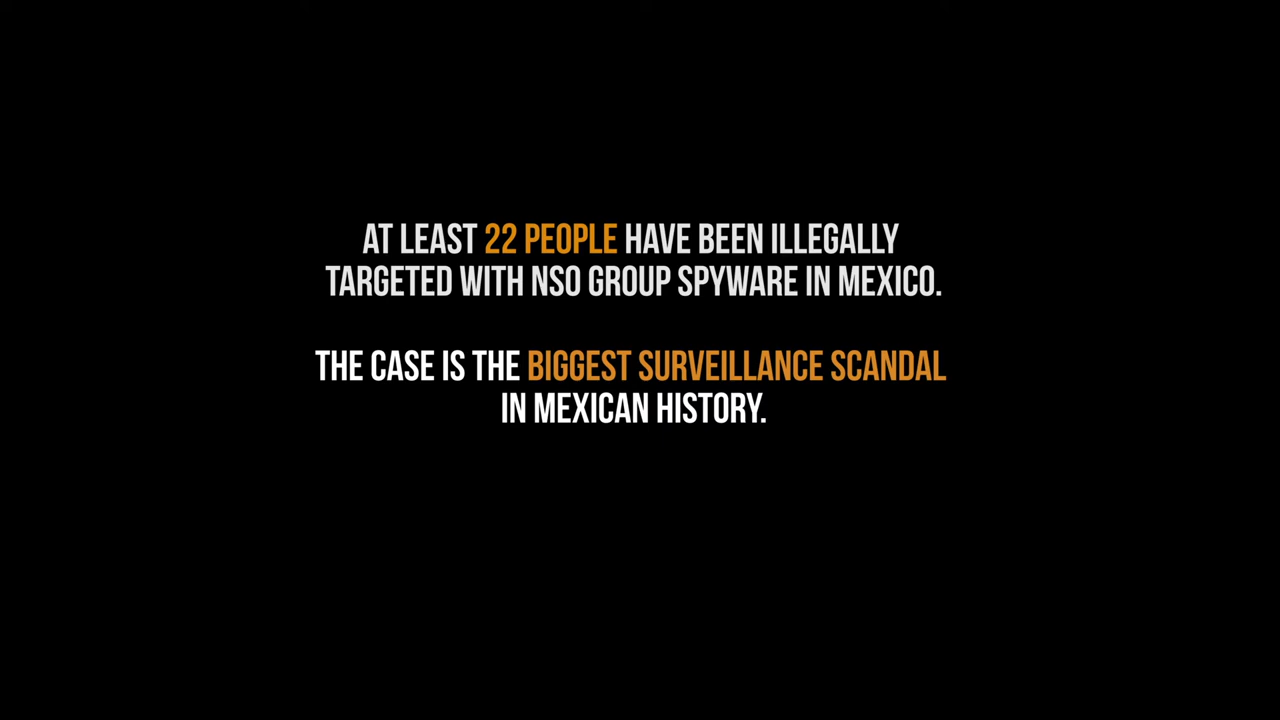 AT LEAST 22 PEOPLE HAVE BEEN ILLEGALLY
TARGETED WITH NSO GROUP SPYWARE IN MEXICO.
THE CASE IS THE BIGGEST SURVEILLANCE SCANDAL
IN MEXICAN HISTORY.